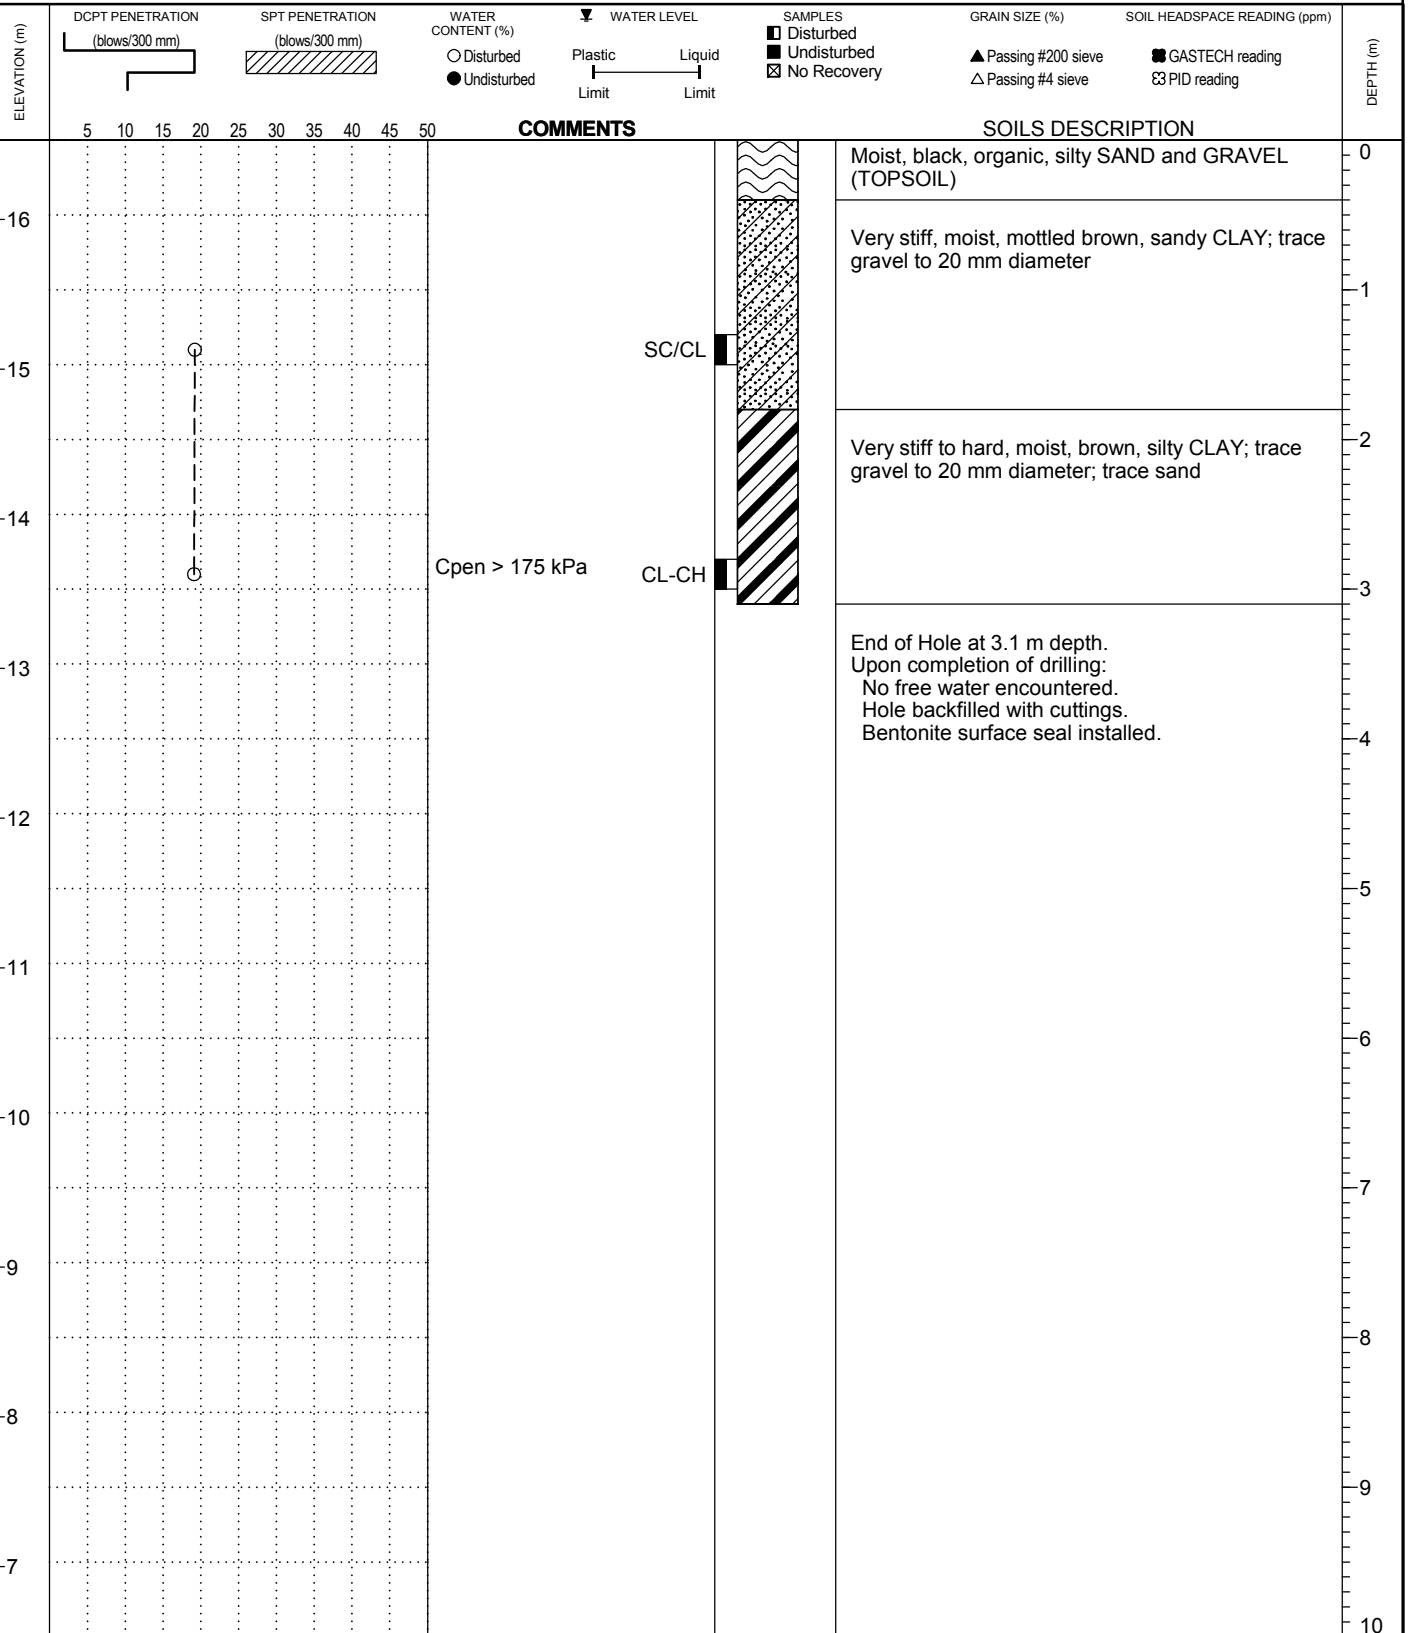 ELEVATION (m)
DCPT PENETRATION
(blows/300 mm)
SPT PENETRATION
(blows/300 mm)
WATER
CONTENT (%)
Disturbed
Undisturbed
WATER LEVEL
Plastic Liquid
Limit Limit
SAMPLES
Disturbed
Undisturbed
No Recovery
GRAIN SIZE (%)
Passing #200 sieve
Passing #4 sieve
SOIL HEADSPACE READING (ppm)
GASTECH reading
PID reading
DEPTH (m)
5 10 15 20 25 30 35 40 45 50
COMMENTS
SOILS DESCRIPTION
0
Moist, black, organic, silty SAND and GRAVEL
(TOPSOIL)
16
Very stiff, moist, mottled brown, sandy CLAY; trace
gravel to 20 mm diameter
1
SC/CL
15
2
Very stiff to hard, moist, brown, silty CLAY; trace
gravel to 20 mm diameter; trace sand
14
Cpen > 175 kPa
CL-CH
3
End of Hole at 3.1 m depth.
13
Upon completion of drilling:
No free water encountered.
Hole backfilled with cuttings.
Bentonite surface seal installed.
4
12
5
11
6
10
7
9
8
8
9
7
10